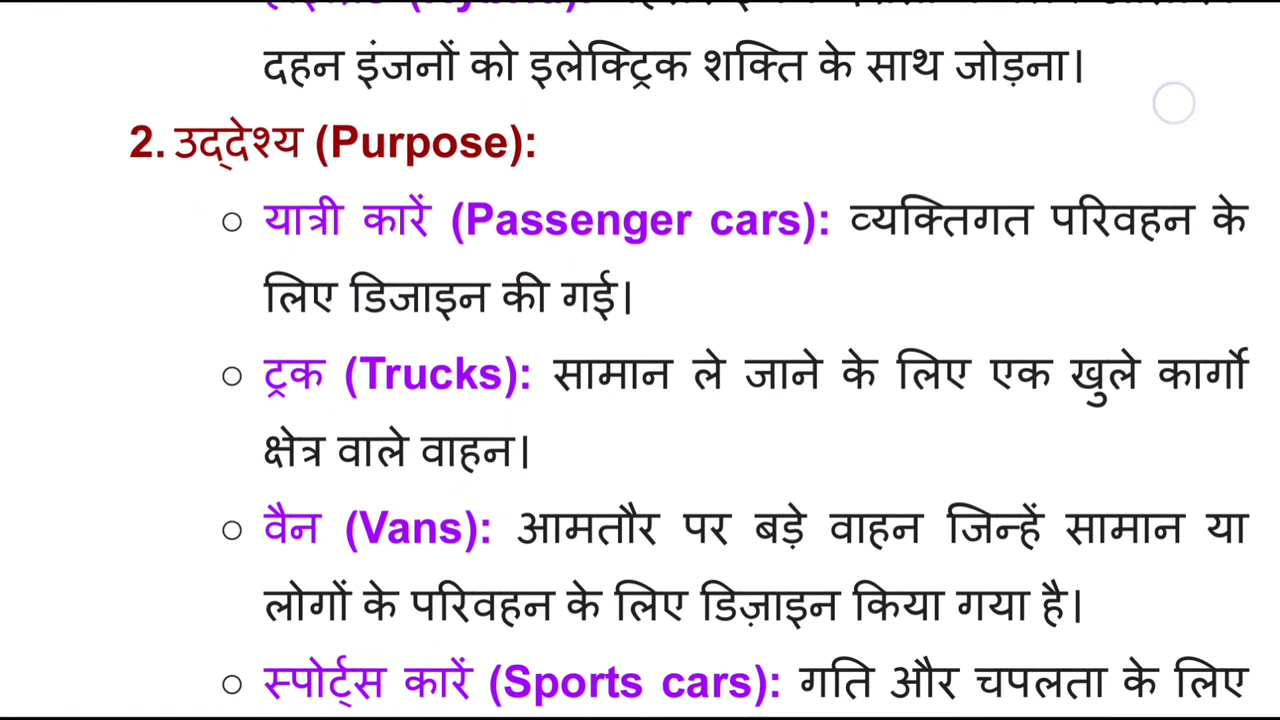 दहन इंजनों को इलेक्ट्रिक शक्ति के साथ जोड़ना।
2. उद्देश्य (Purpose):
○ यात्री कारें (Passenger cars): व्यक्तिगत परिवहन के
लिए डिजाइन की गई।
○ ट्रक (Trucks): सामान ले जाने के लिए एक खुले कार्गो
क्षेत्र वाले वाहन।
○ वैन (Vans): आमतौर पर बड़े वाहन जिन्हें सामान या
लोगों के परिवहन के लिए डिज़ाइन किया गया है।
○ स्पोर्ट्स कारें (Sports cars): गति और चपलता के लिए